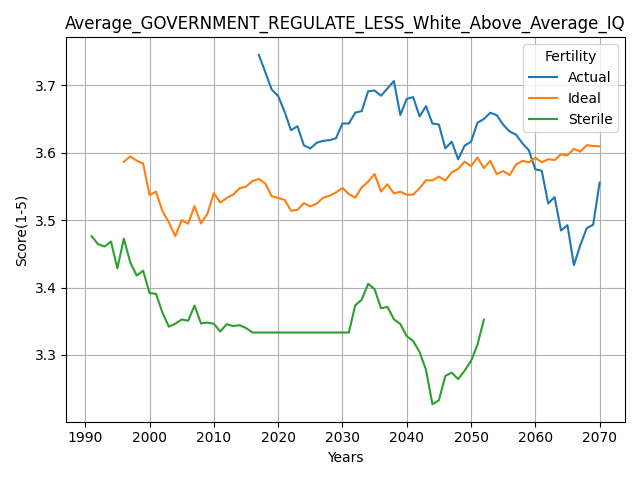 Average_GOVERNMENT_REGULATE_LESS_White_Above_Average_IQ
Fertility
Actual
Ideal
Sterile
Score(1-5)
3.7
3.6
3.5
3.4
3.3
1990 2000 2010 2020 2030 2040 2050 2060 2070
Years